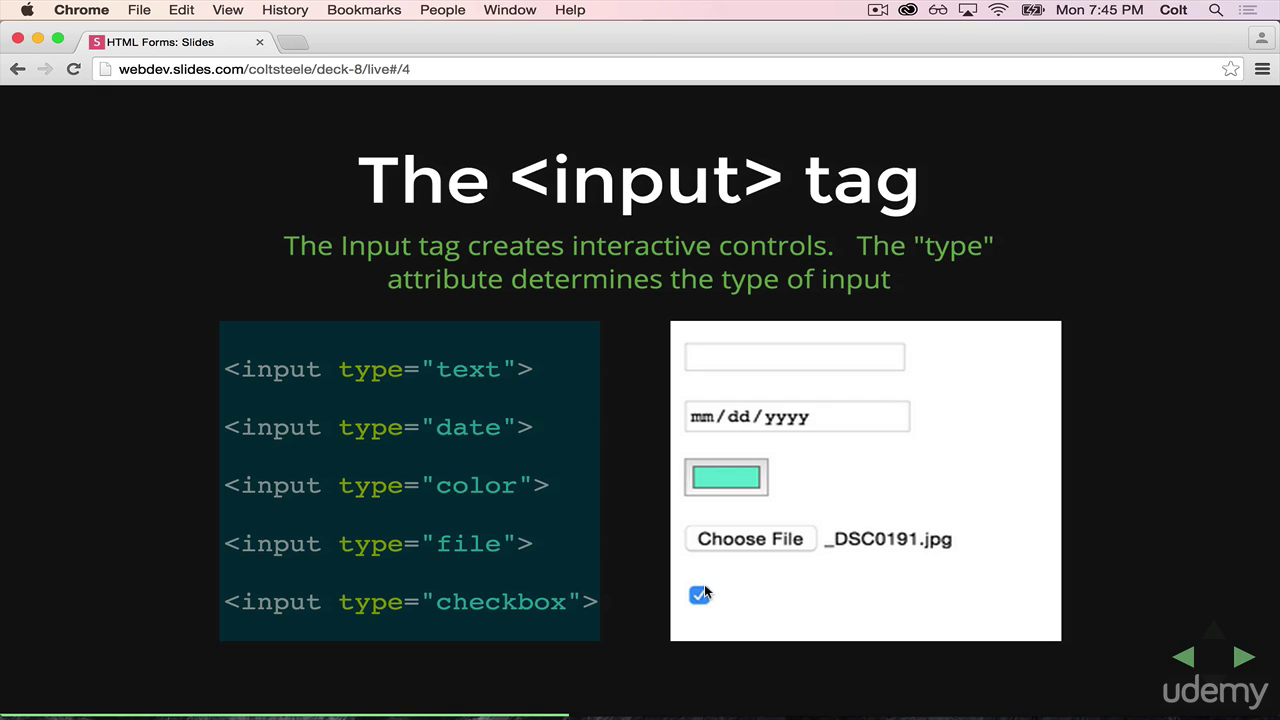 Chrome File Edit View History Bookmarks People Window Help Mon 7:45 PM Colt
S HTML Forms: Slides
webdev.slides.com/coltsteele/deck-8/live#/4
The <input> tag
The Input tag creates interactive controls. The "type"
attribute determines the type of input
<input type="text">
<input type="date">
<input type="color">
<input type="file">
<input type="checkbox">
mm/dd/yyyy
Choose File _DSC0191.jpg
udemy